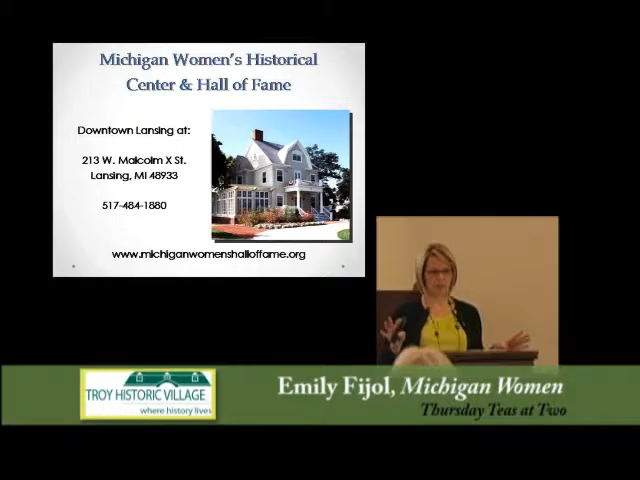 Michigan Women's Historical
Center & Hall of Fame
Downtown Lansing at:
213 W. Malcolm X St.
Lansing, MI 48933
517-484-1880
www.michiganwomenshalloffame.org
TROY HISTORIC VILLAGE
where history lives
Emily Fijol, Michigan Women
Thursday Teas at Two